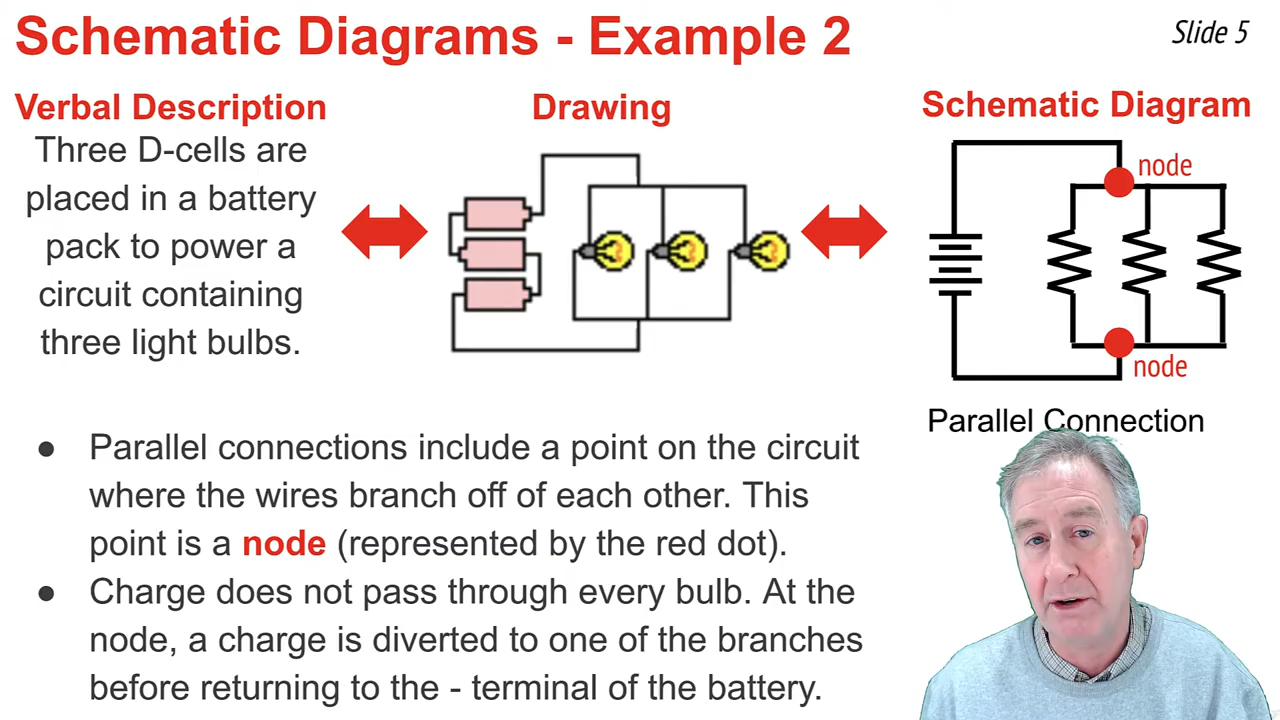 Schematic Diagrams - Example 2
Slide 5
Verbal Description
Three D-cells are
placed in a battery
pack to power a
circuit containing
three light bulbs.
Drawing
Schematic Diagram
node
node
Parallel Connection
● Parallel connections include a point on the circuit
where the wires branch off of each other. This
point is a node (represented by the red dot).
● Charge does not pass through every bulb. At the
node, a charge is diverted to one of the branches
before returning to the - terminal of the battery.